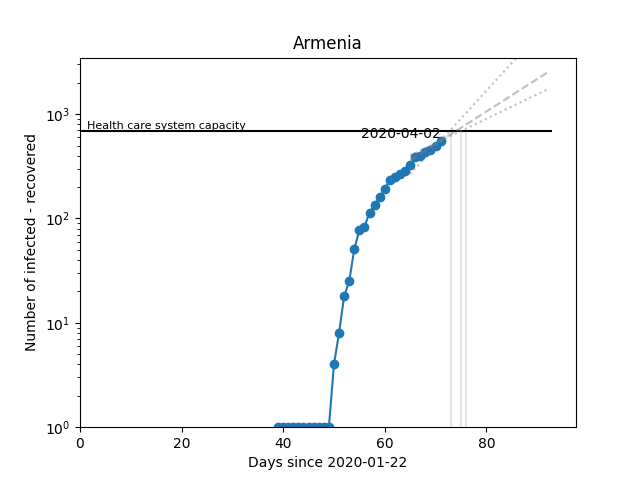 Armenia
Number of infected - recovered
10³
10²
10¹
10⁰
Health care system capacity
2020-04-02
0 20 40 60 80
Days since 2020-01-22